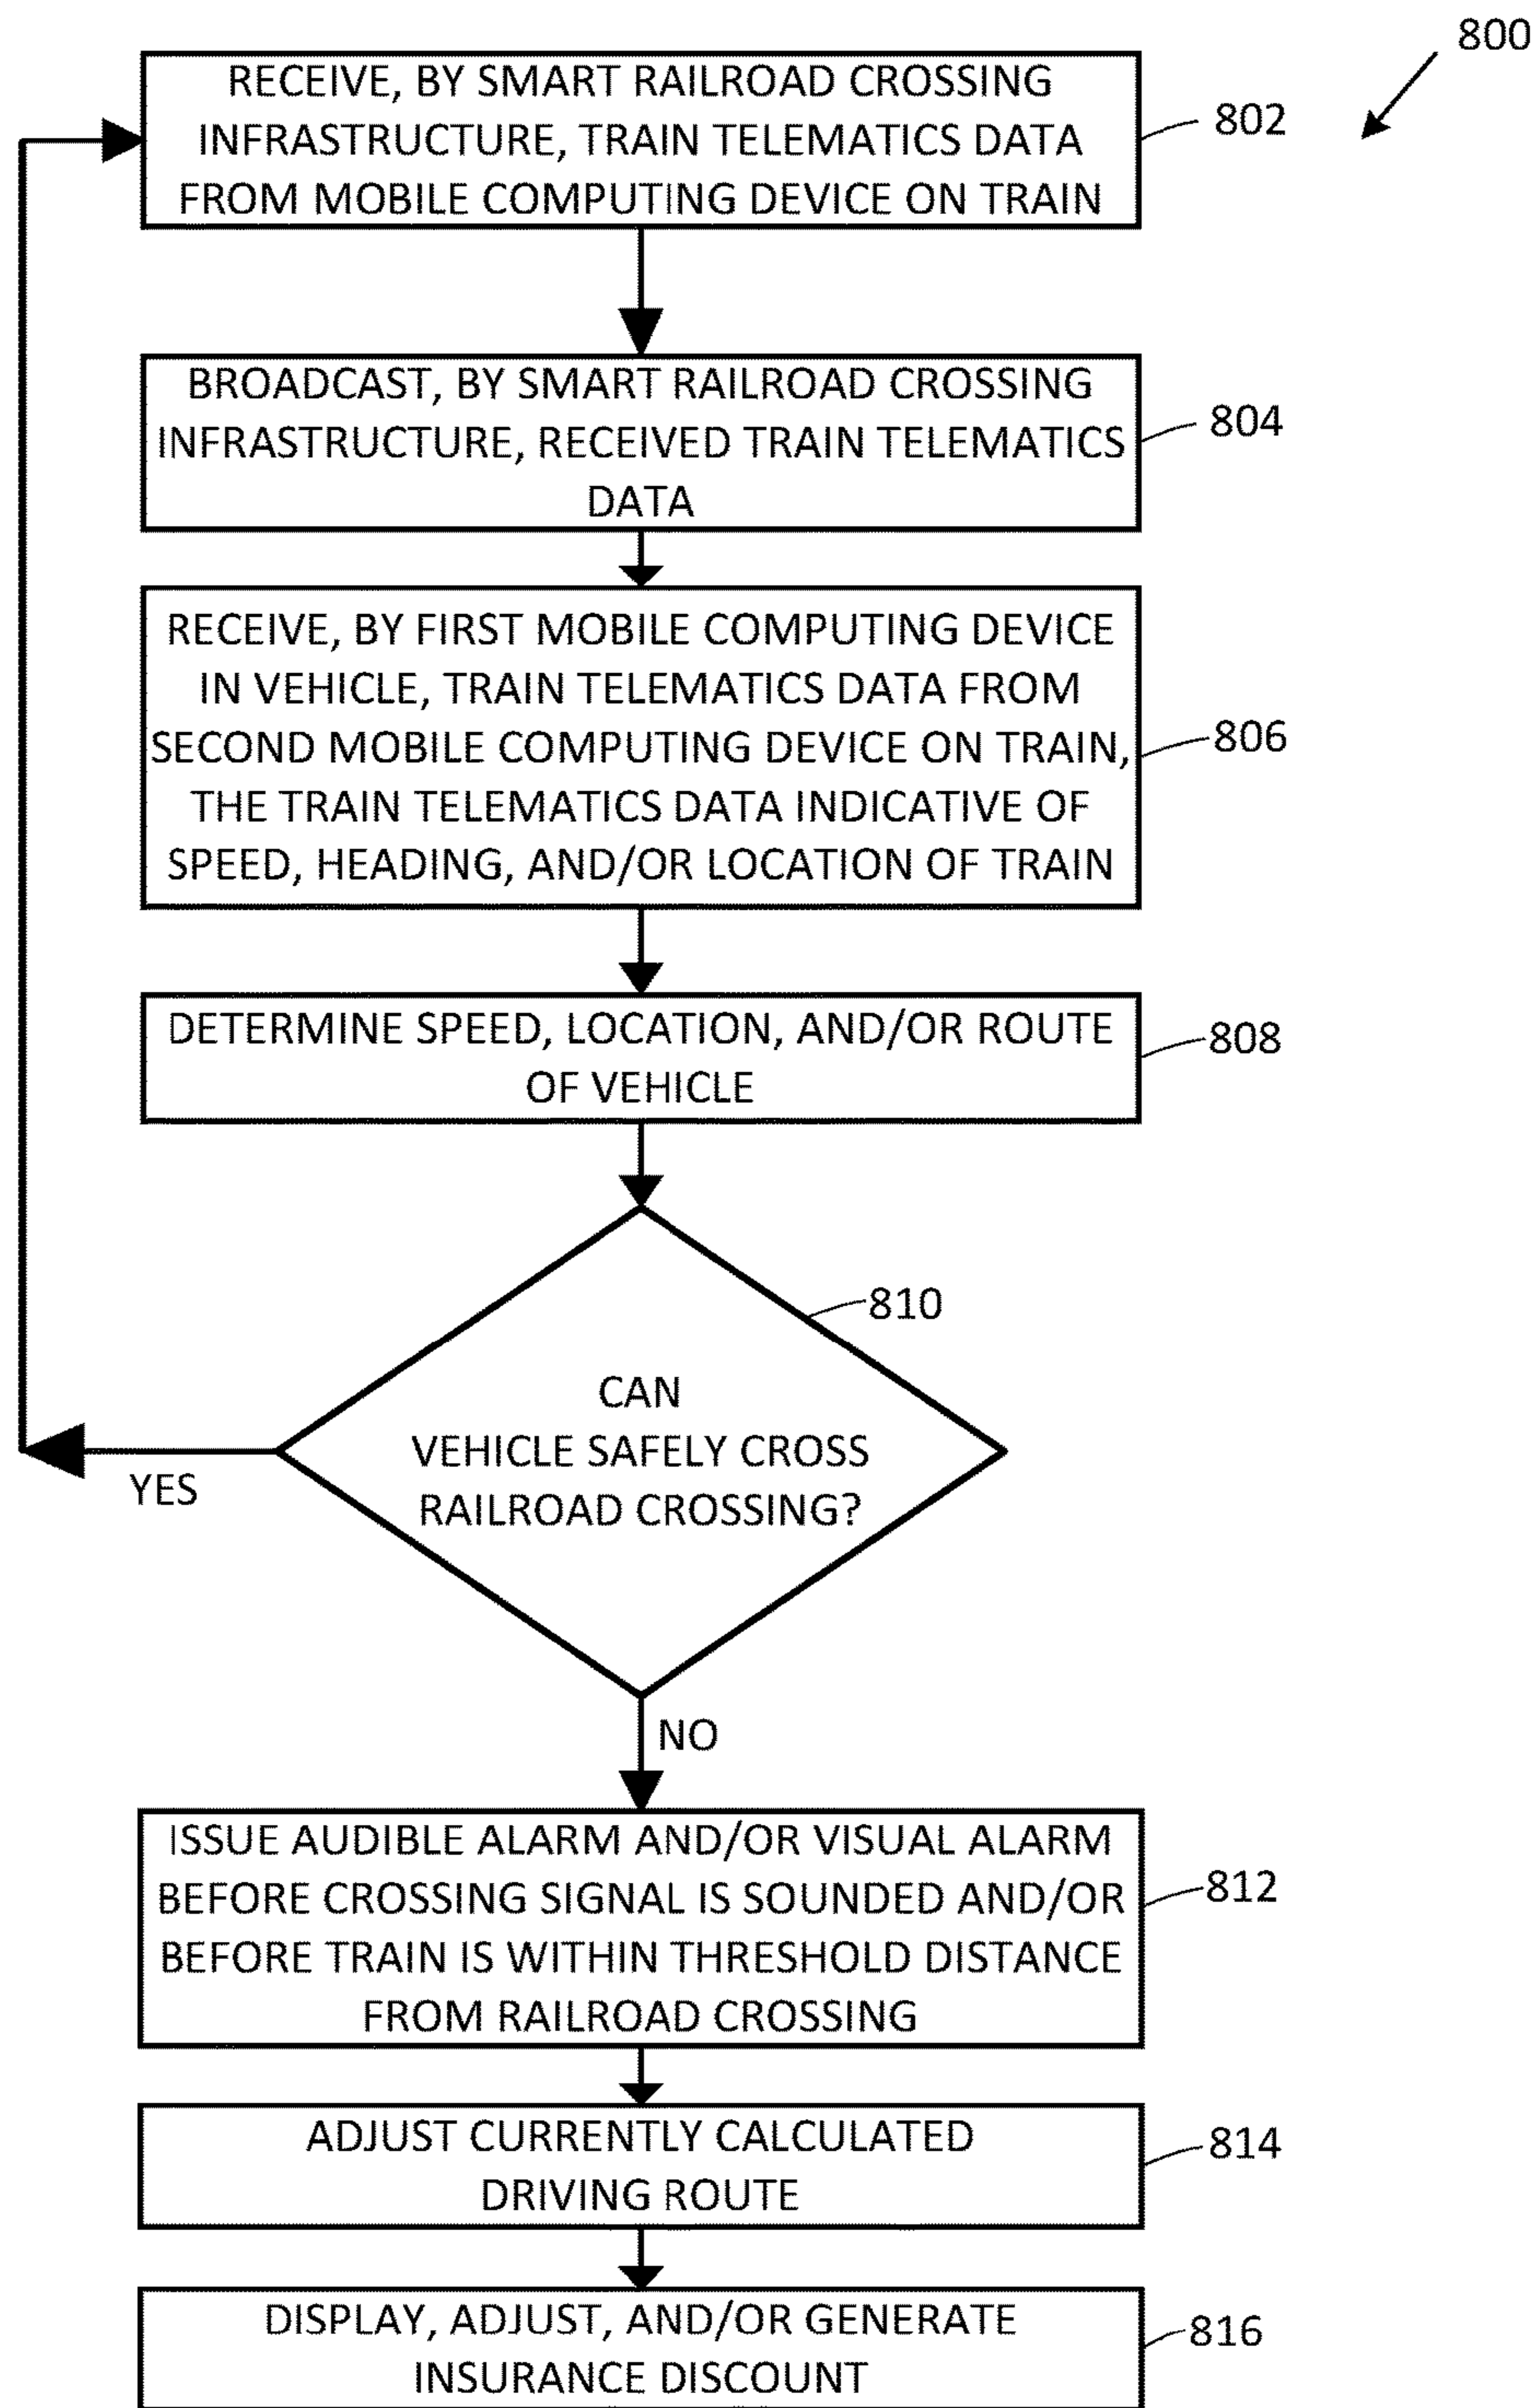 800
RECEIVE, BY SMART RAILROAD CROSSING
INFRASTRUCTURE, TRAIN TELEMATICS DATA
FROM MOBILE COMPUTING DEVICE ON TRAIN
802
BROADCAST, BY SMART RAILROAD CROSSING
INFRASTRUCTURE, RECEIVED TRAIN TELEMATICS
DATA
804
RECEIVE, BY FIRST MOBILE COMPUTING DEVICE
IN VEHICLE, TRAIN TELEMATICS DATA FROM
SECOND MOBILE COMPUTING DEVICE ON TRAIN,
THE TRAIN TELEMATICS DATA INDICATIVE OF
SPEED, HEADING, AND/OR LOCATION OF TRAIN
806
DETERMINE SPEED, LOCATION, AND/OR ROUTE
OF VEHICLE
808
810
CAN
VEHICLE SAFELY CROSS
RAILROAD CROSSING?
YES
NO
ISSUE AUDIBLE ALARM AND/OR VISUAL ALARM
BEFORE CROSSING SIGNAL IS SOUNDED AND/OR
BEFORE TRAIN IS WITHIN THRESHOLD DISTANCE
FROM RAILROAD CROSSING
812
ADJUST CURRENTLY CALCULATED
DRIVING ROUTE
814
DISPLAY, ADJUST, AND/OR GENERATE
INSURANCE DISCOUNT
816